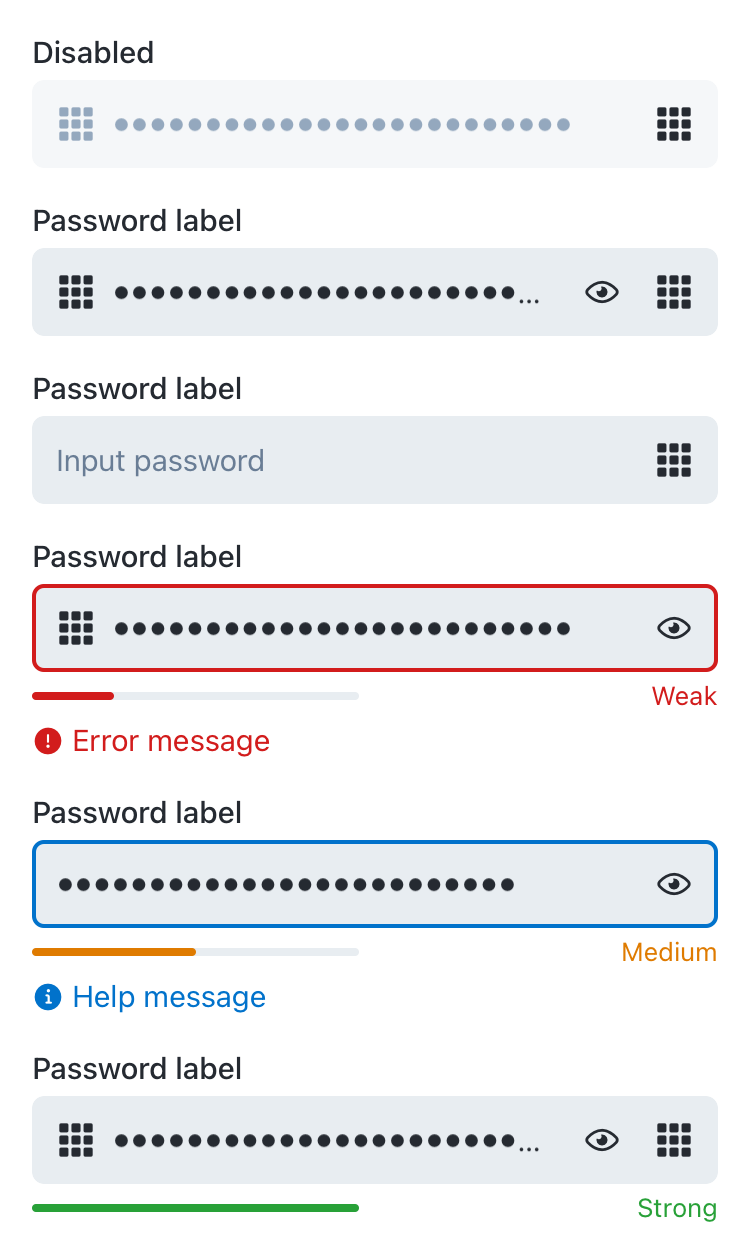 Disabled
●●●●●●●●●●●●●●●●●●●●●●●●●
Password label
●●●●●●●●●●●●●●●●●●●●●●...
Password label
Input password
Password label
●●●●●●●●●●●●●●●●●●●●●●●●●
Weak
Error message
Password label
●●●●●●●●●●●●●●●●●●●●●●●●●
Medium
Help message
Password label
●●●●●●●●●●●●●●●●●●●●●●...
Strong